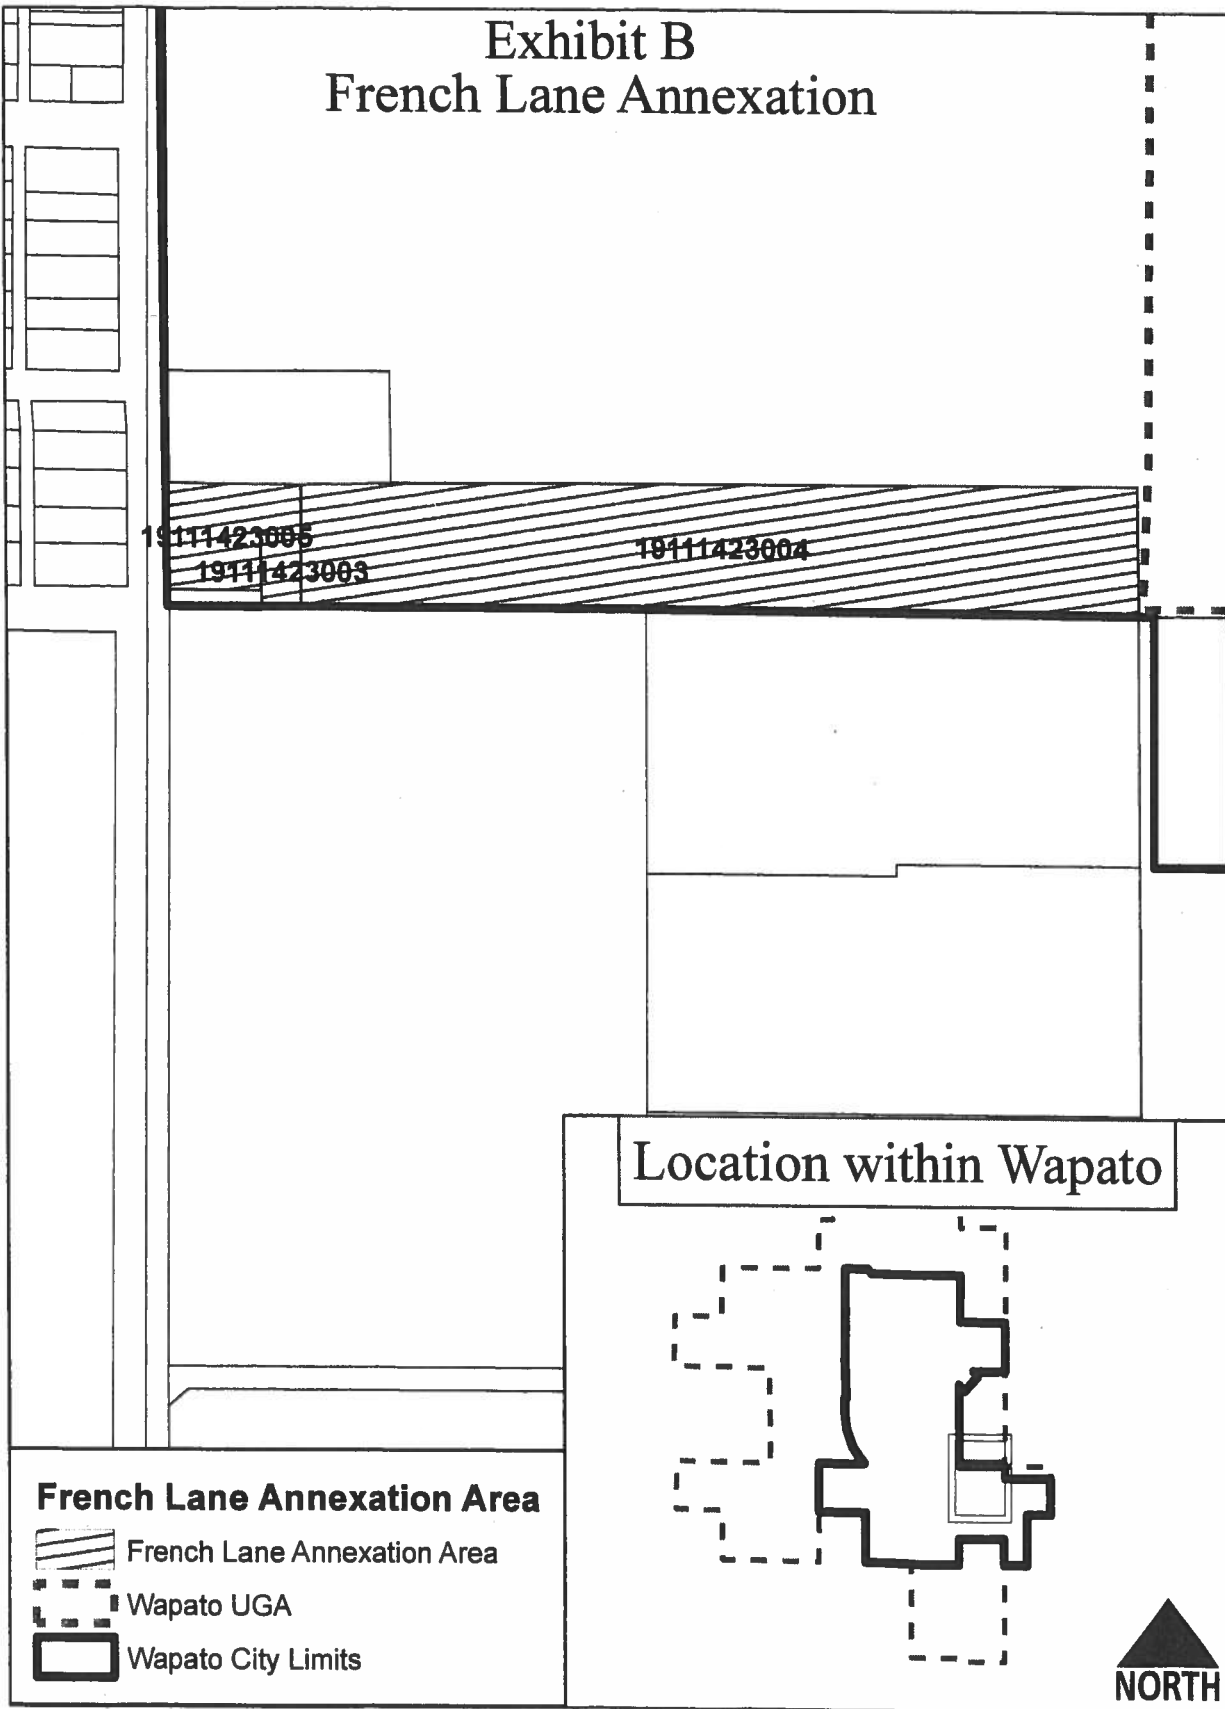 Exhibit B
French Lane Annexation
19111423005
19111423004
19111423003
Location within Wapato
French Lane Annexation Area
French Lane Annexation Area
Wapato UGA
Wapato City Limits
NORTH